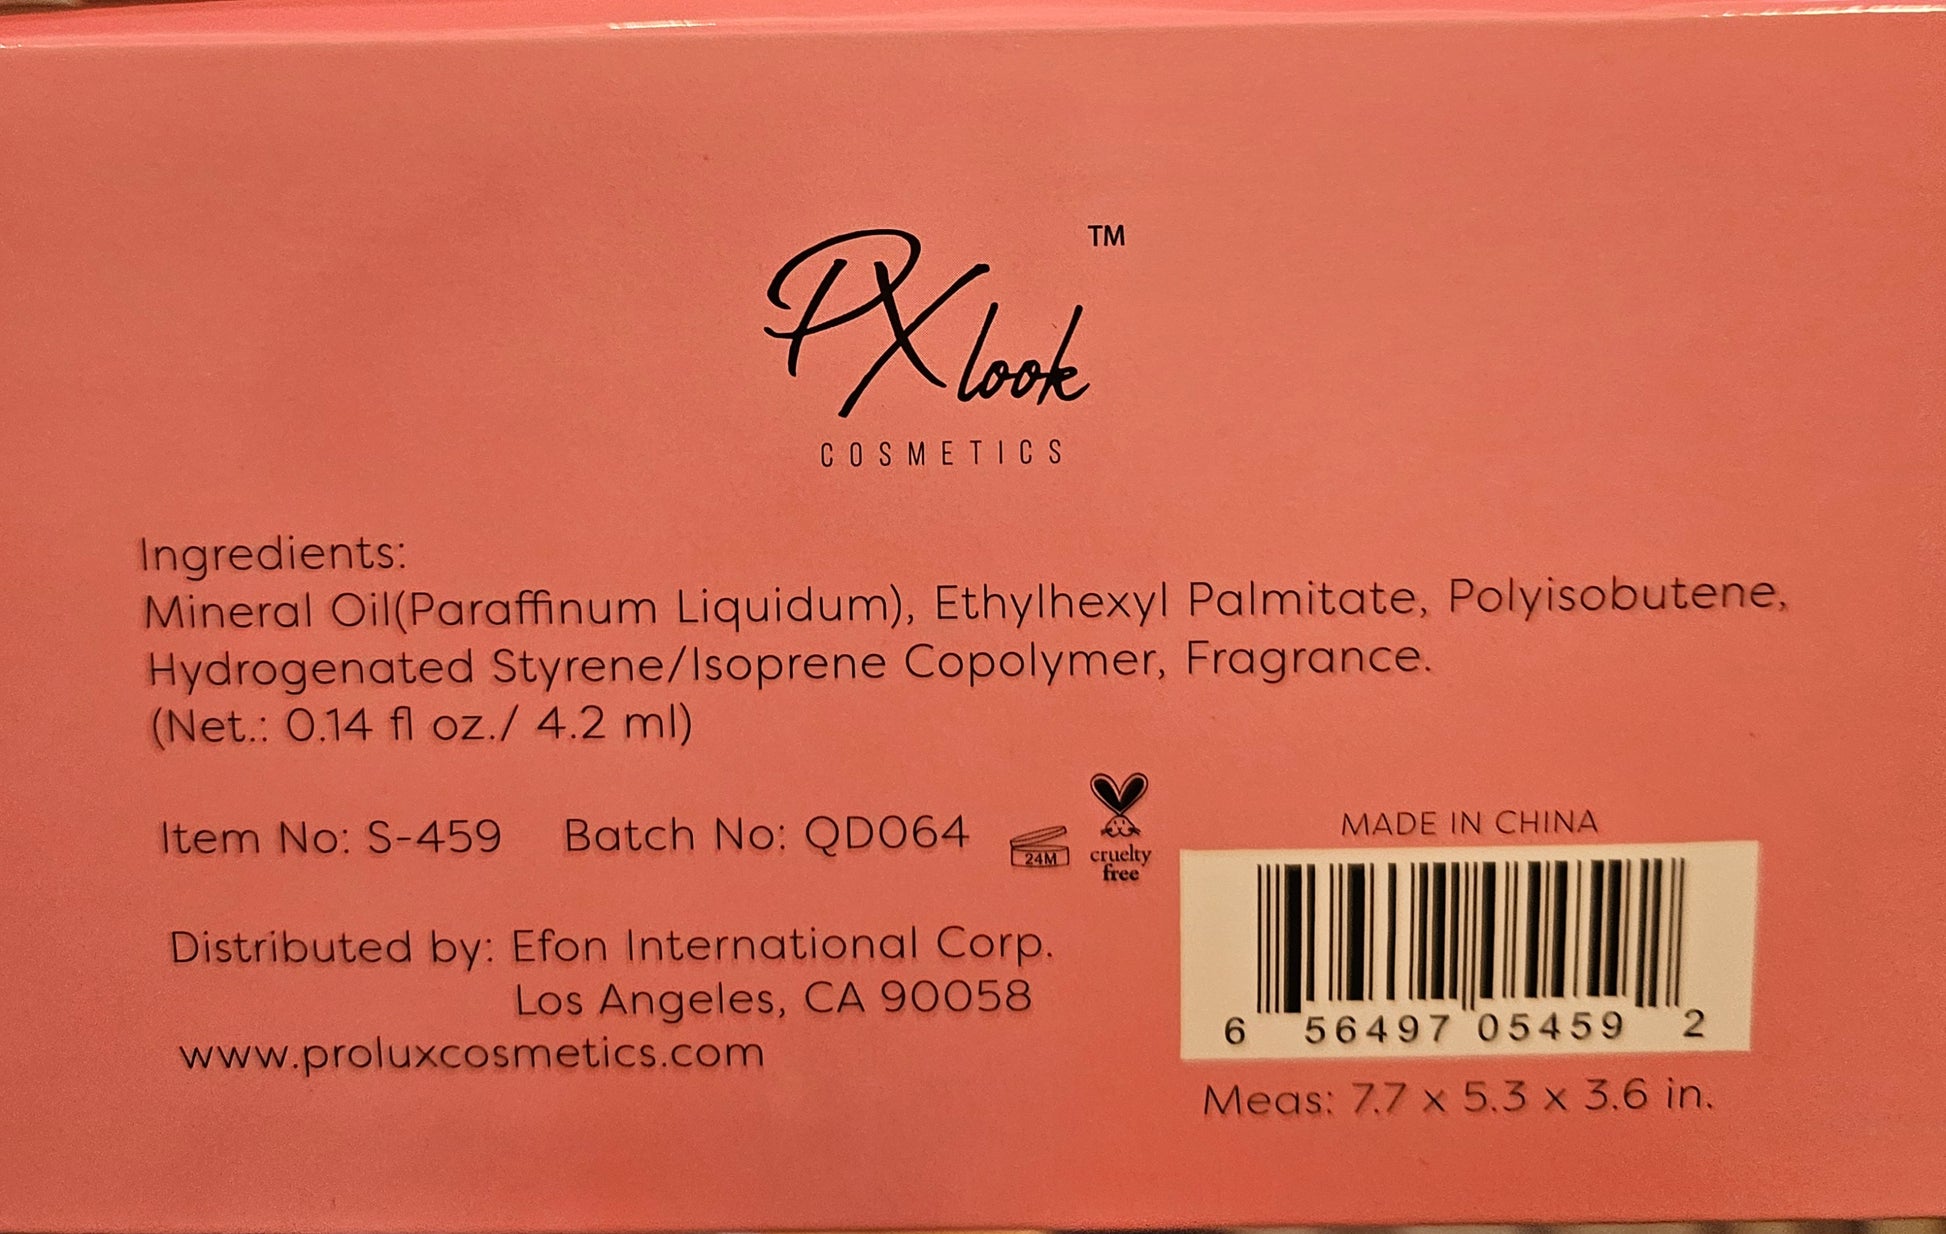 PX look ™
COSMETICS
Ingredients:
Mineral Oil(Paraffinum Liquidum), Ethylhexyl Palmitate, Polyisobutene,
Hydrogenated Styrene/Isoprene Copolymer, Fragrance.
(Net.: 0.14 fl oz./ 4.2 ml)
Item No: S-459 Batch No: QD064
24M
cruelty
free
Distributed by: Efon International Corp.
Los Angeles, CA 90058
www.proluxcosmetics.com
MADE IN CHINA
6 56497 05459 2
Meas: 7.7 x 5.3 x 3.6 in.